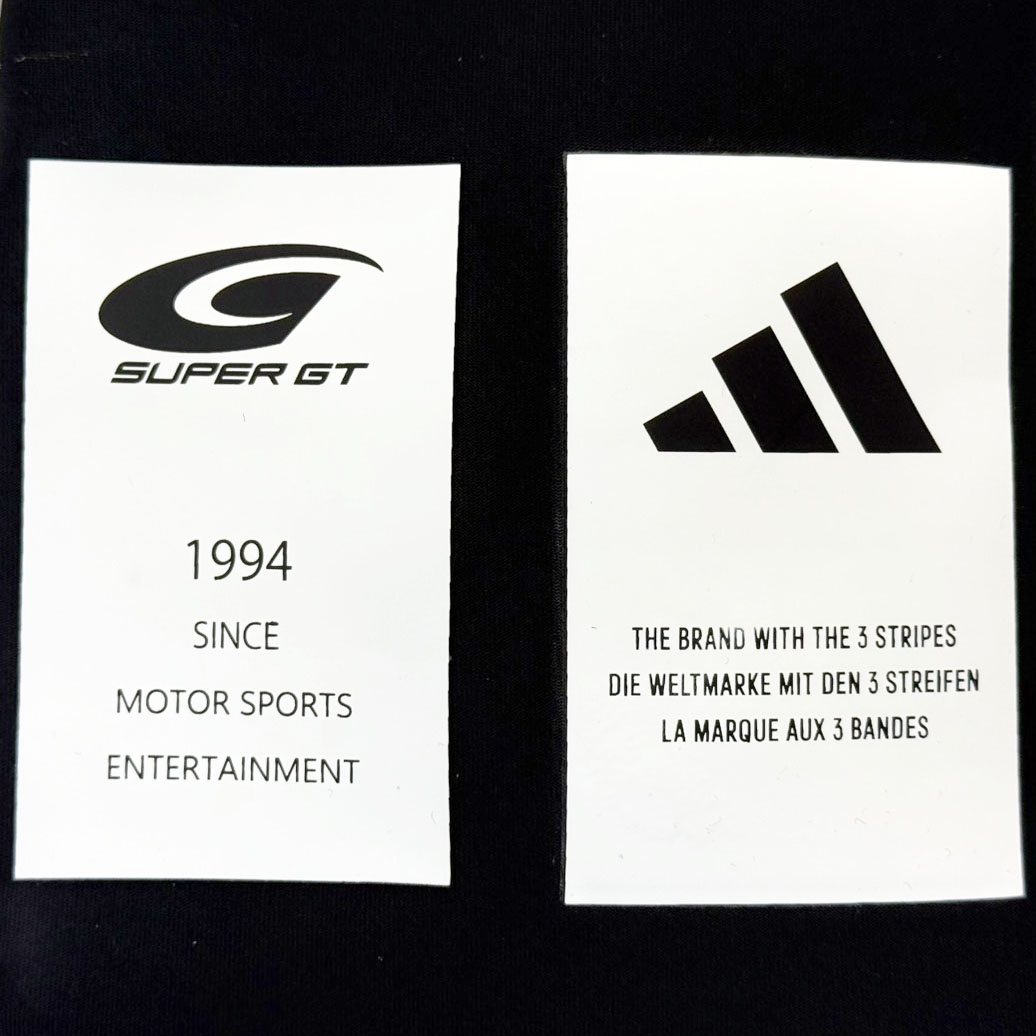 SUPER GT
1994
SINCE
MOTOR SPORTS
ENTERTAINMENT
THE BRAND WITH THE 3 STRIPES
DIE WELTMARKE MIT DEN 3 STREIFEN
LA MARQUE AUX 3 BANDES